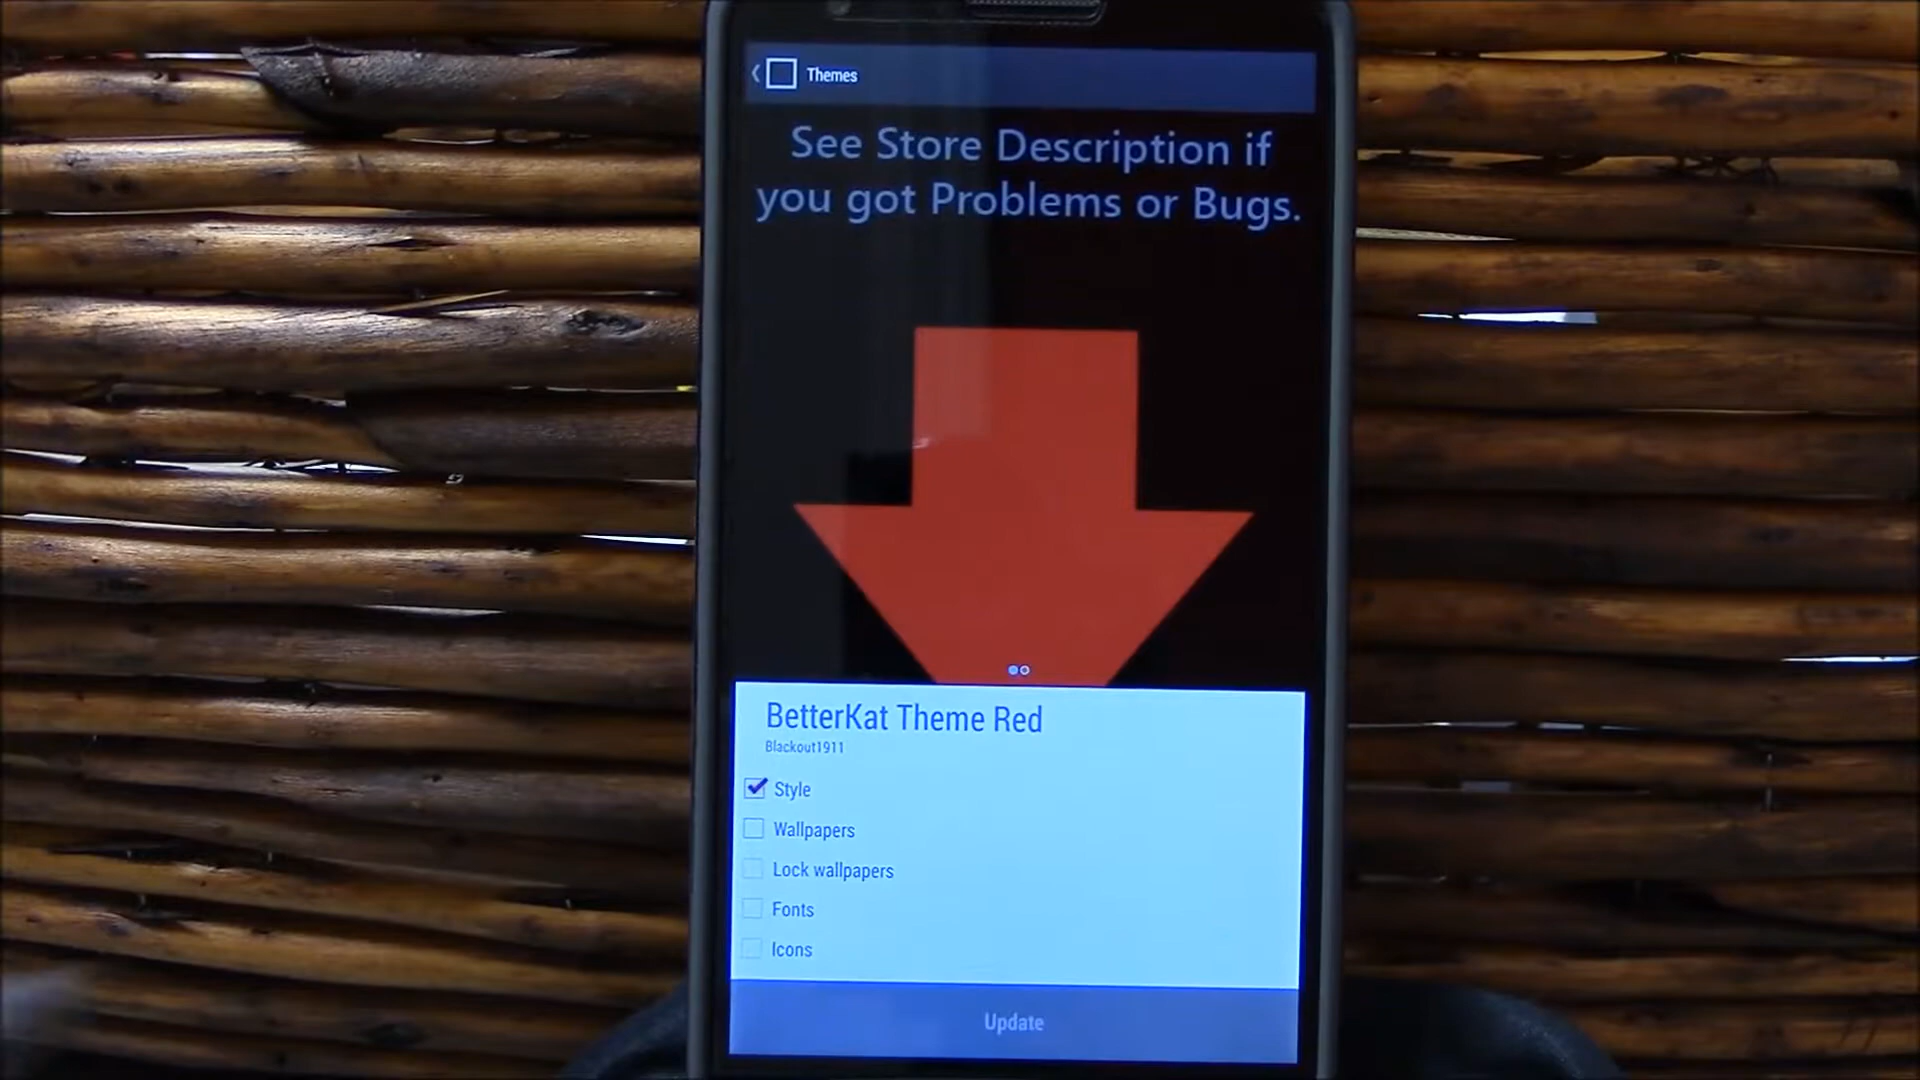 Themes
See Store Description if
you got Problems or Bugs.
BetterKat Theme Red
Blackout1911
Style
Wallpapers
Lock wallpapers
Fonts
Icons
Update